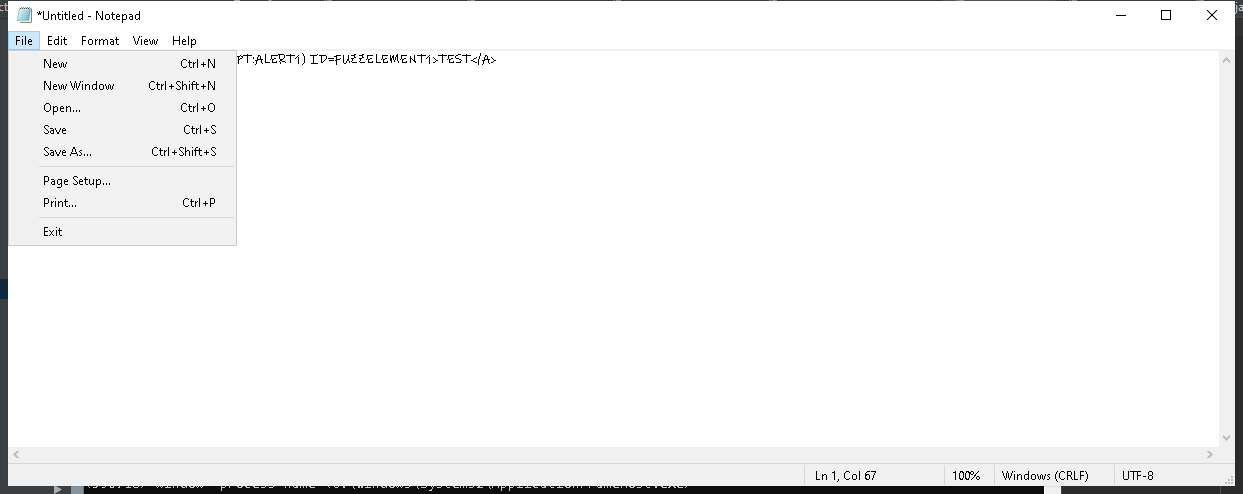 *Untitled - Notepad
File Edit Format View Help
PT:ALERT1) ID=FUZZELEMENT1>TEST</A>
New Ctrl+N
New Window Ctrl+Shift+N
Open... Ctrl+O
Save Ctrl+S
Save As... Ctrl+Shift+S
Page Setup...
Print... Ctrl+P
Exit
Ln 1, Col 67 100% Windows (CRLF) UTF-8